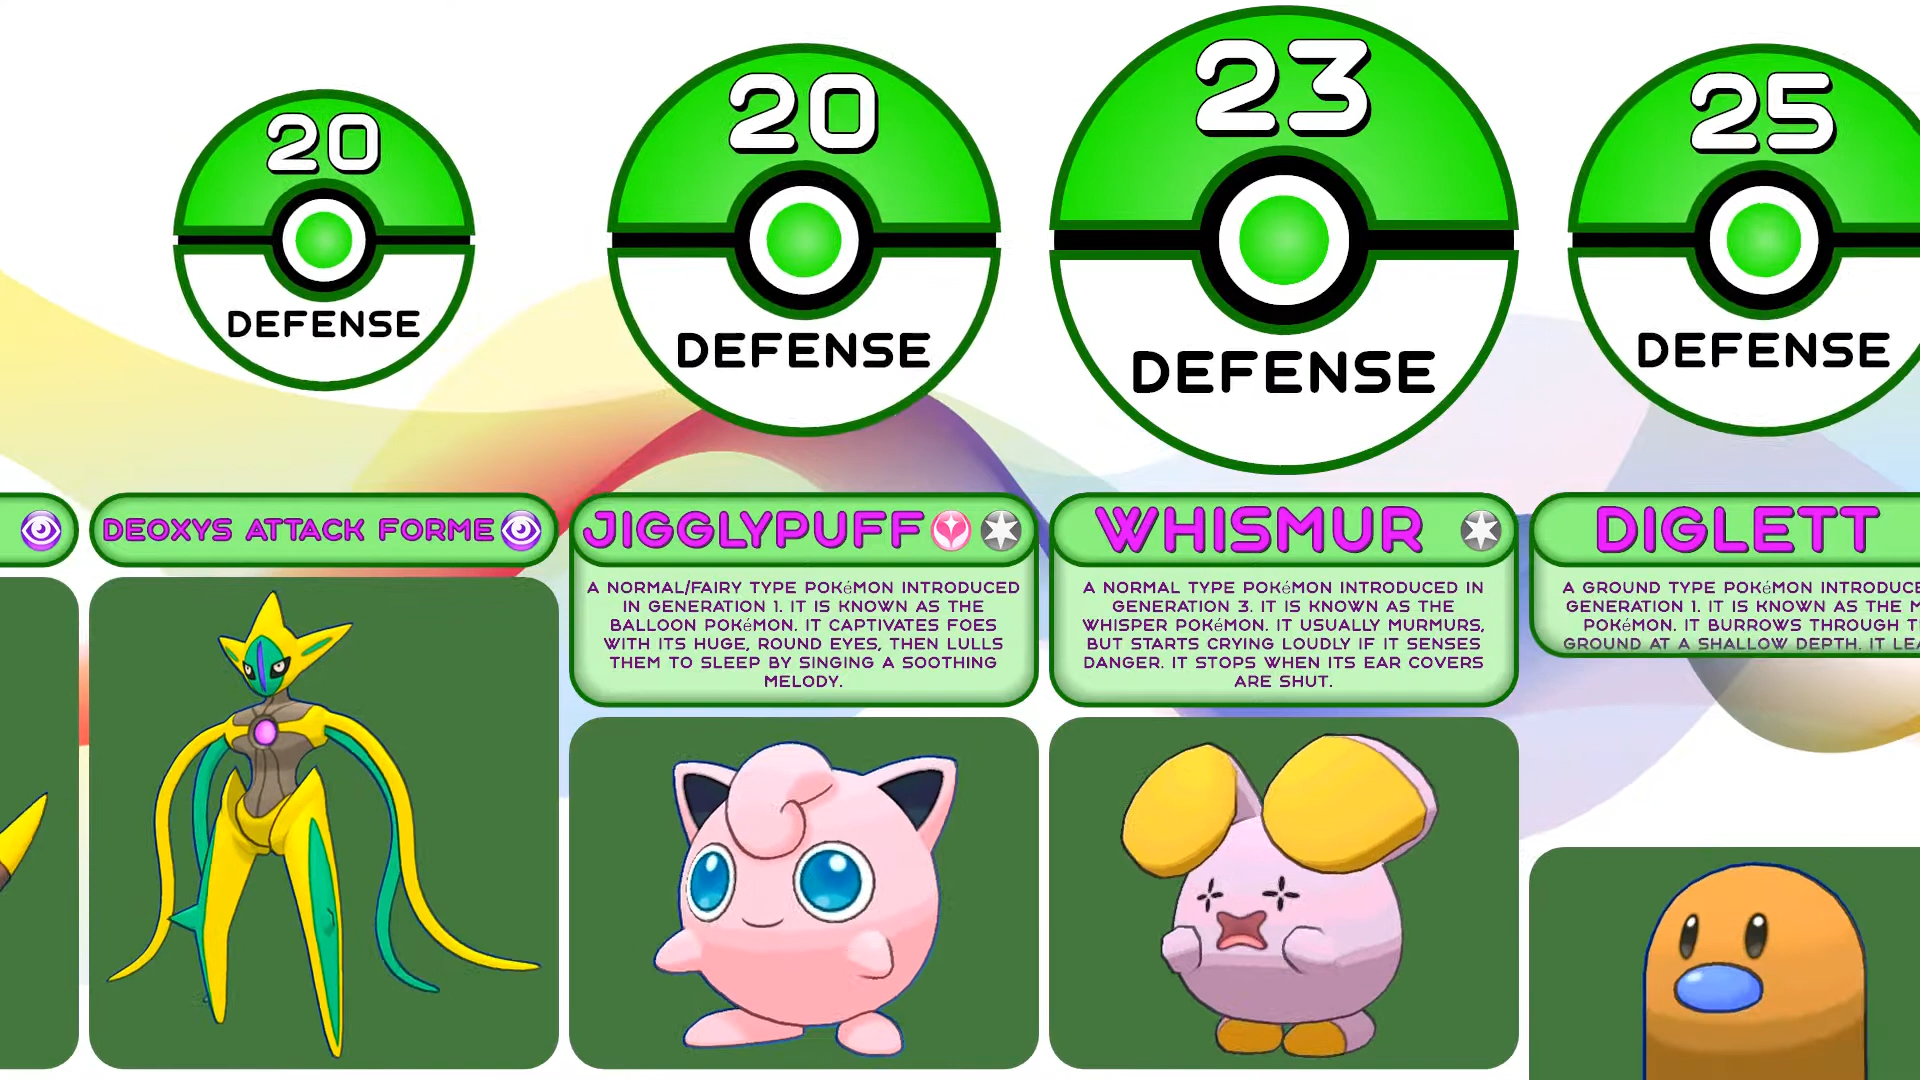 20
DEFENSE
DEOXYS ATTACK FORME
20
DEFENSE
JIGGLYPUFF
A NORMAL/FAIRY TYPE POKéMON INTRODUCED
IN GENERATION 1. IT IS KNOWN AS THE
BALLOON POKéMON. IT CAPTIVATES FOES
WITH ITS HUGE, ROUND EYES, THEN LULLS
THEM TO SLEEP BY SINGING A SOOTHING
MELODY.
23
DEFENSE
WHISMUR
A NORMAL TYPE POKéMON INTRODUCED IN
GENERATION 3. IT IS KNOWN AS THE
WHISPER POKéMON. IT USUALLY MURMURS,
BUT STARTS CRYING LOUDLY IF IT SENSES
DANGER. IT STOPS WHEN ITS EAR COVERS
ARE SHUT.
25
DEFENSE
DIGLETT
A GROUND TYPE POKéMON INTRODUCE
GENERATION 1. IT IS KNOWN AS THE M
POKéMON. IT BURROWS THROUGH T
GROUND AT A SHALLOW DEPTH. IT LEA